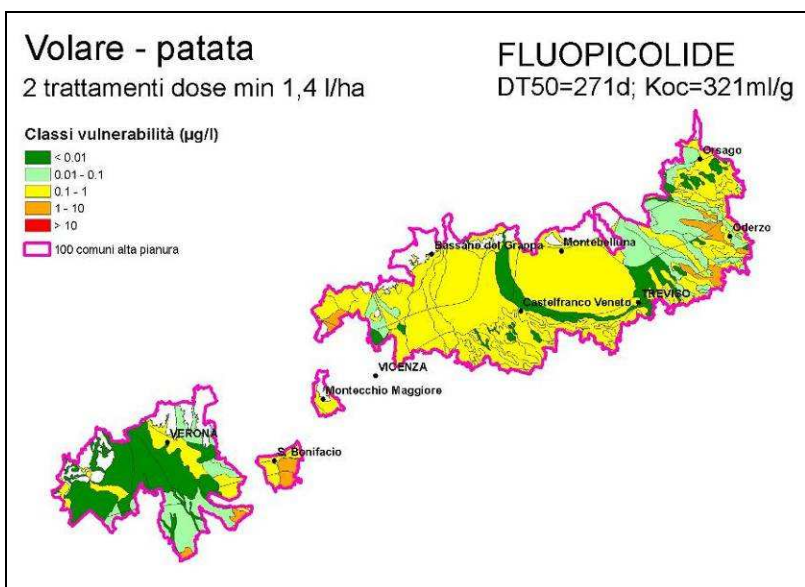 Volare - patata
2 trattamenti dose min 1,4 l/ha
FLUOPICOLIDE
DT50=271d; Koc=321ml/g
Classi vulnerabilità (µg/l)
< 0.01
0.01 - 0.1
0.1 - 1
1 - 10
> 10
100 comuni alta pianura
Orsago
Oderzo
Bassano del Grappa
Montebelluna
Castelfranco Veneto
TREVISO
VICENZA
Montecchio Maggiore
VERONA
S. Bonifacio